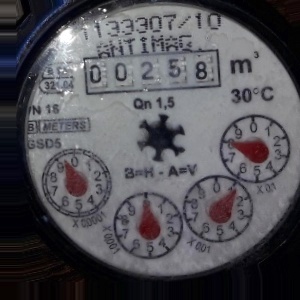 1133307/10
ANTIMAG.
00258 m³
N 1S Qn 1,5 30°C
B METERS
GSD5
B=H - A=V
X 0.1
X 0.01
X 0.001
X 0.0001